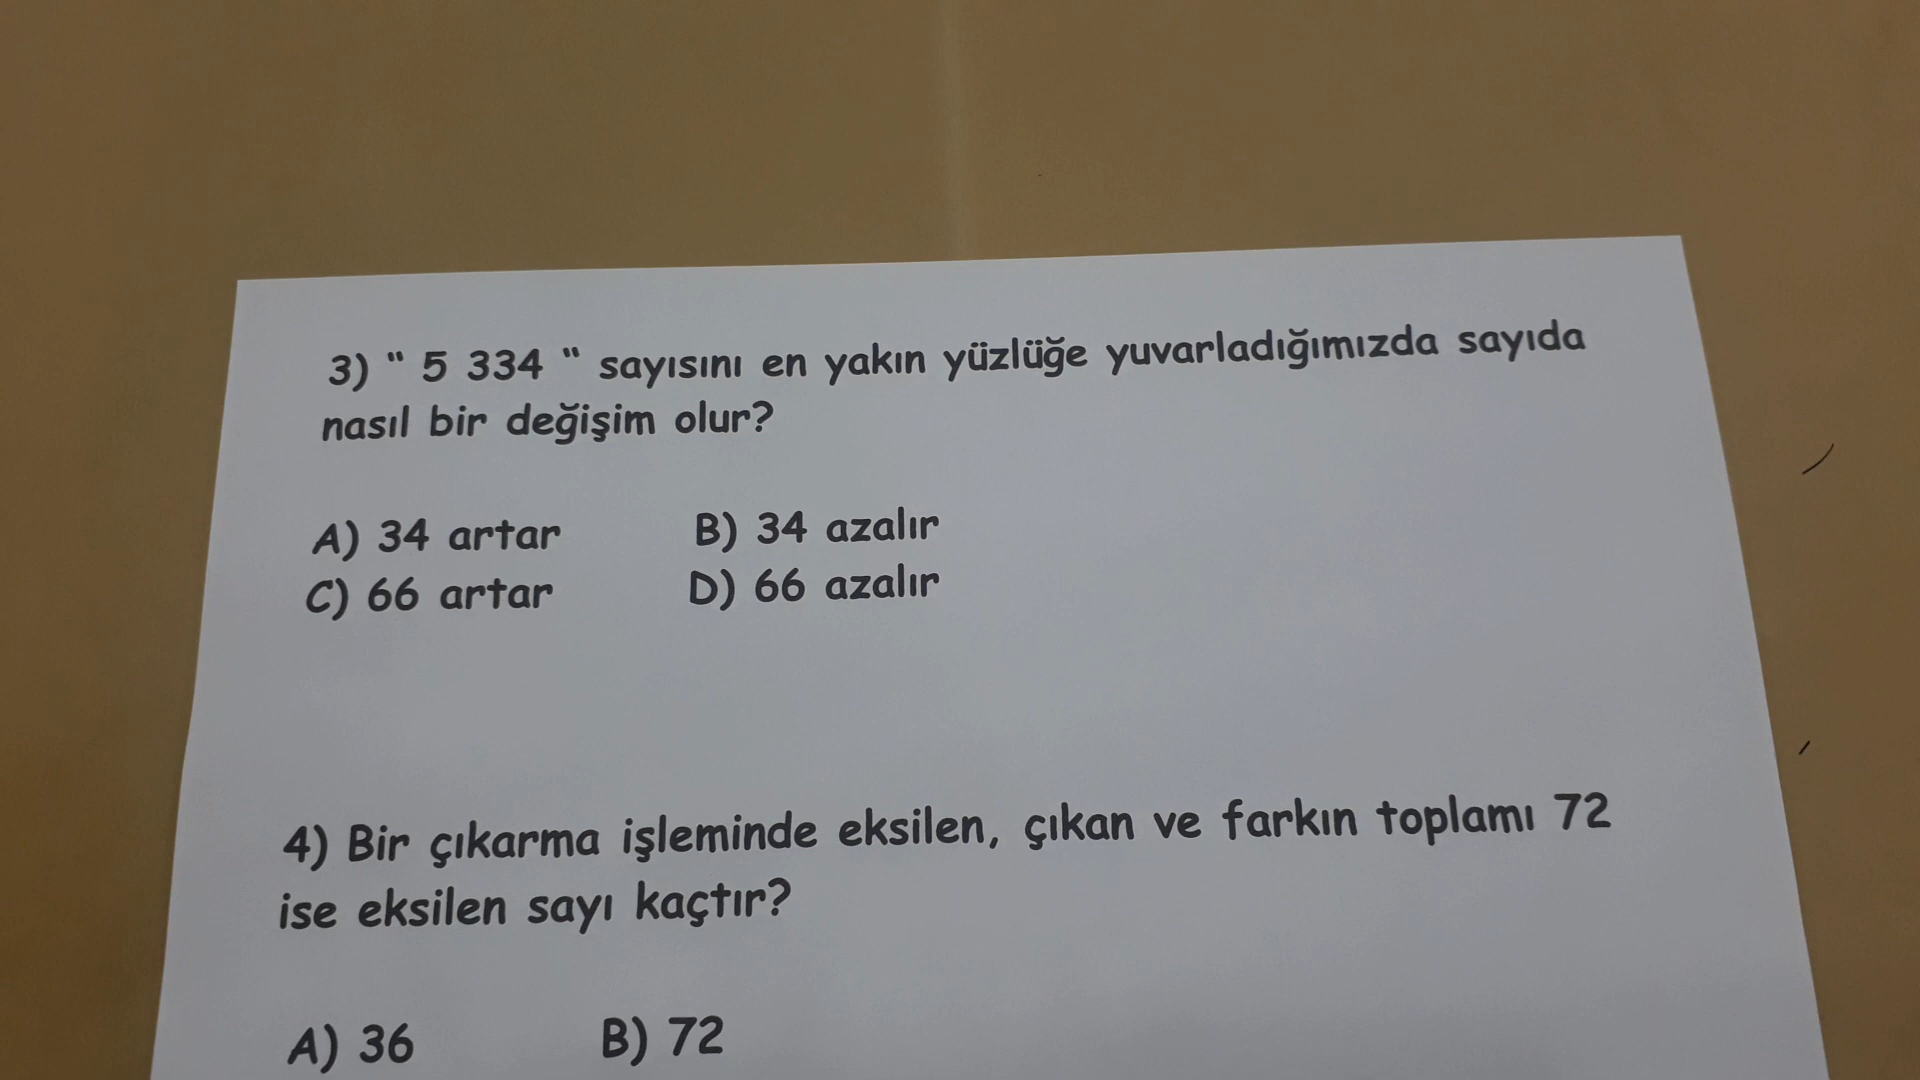 3) " 5 334 " sayısını en yakın yüzlüğe yuvarladığımızda sayıda
nasıl bir değişim olur?
A) 34 artar B) 34 azalır
C) 66 artar D) 66 azalır
4) Bir çıkarma işleminde eksilen, çıkan ve farkın toplamı 72
ise eksilen sayı kaçtır?
A) 36 B) 72